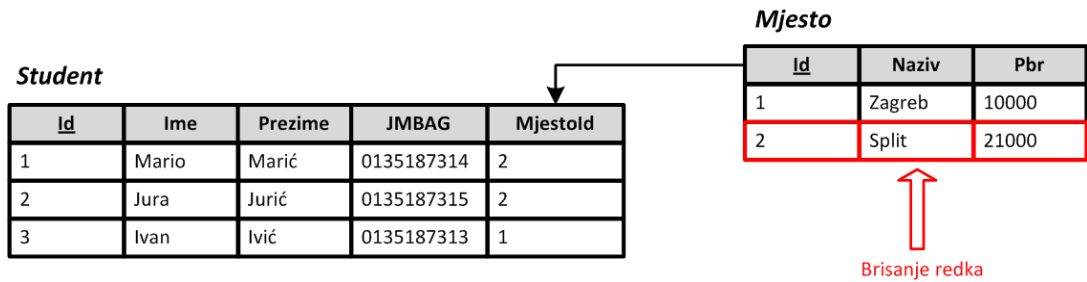 Mjesto
Id Naziv Pbr
1 Zagreb 10000
2 Split 21000
Student
Id Ime Prezime JMBAG MjestoId
1 Mario Marić 0135187314 2
2 Jura Jurić 0135187315 2
3 Ivan Ivić 0135187313 1
Brisanje redka